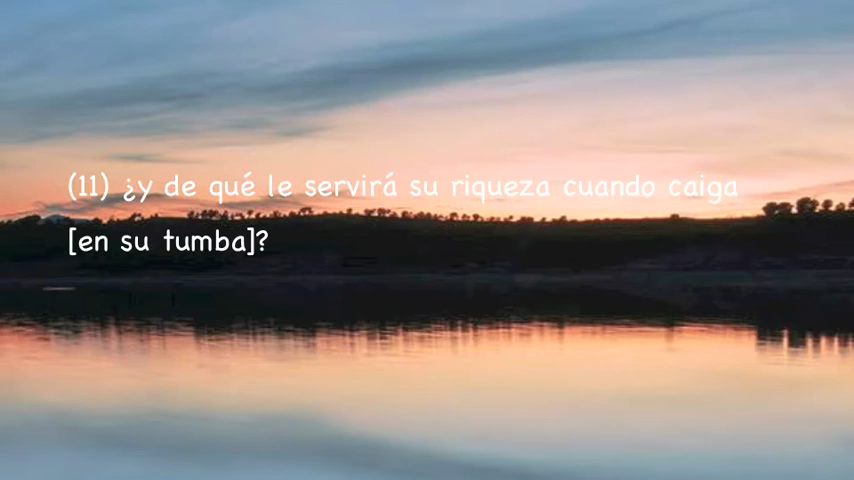 (11) ¿y de qué le servirá su riqueza cuando caiga
[en su tumba]?